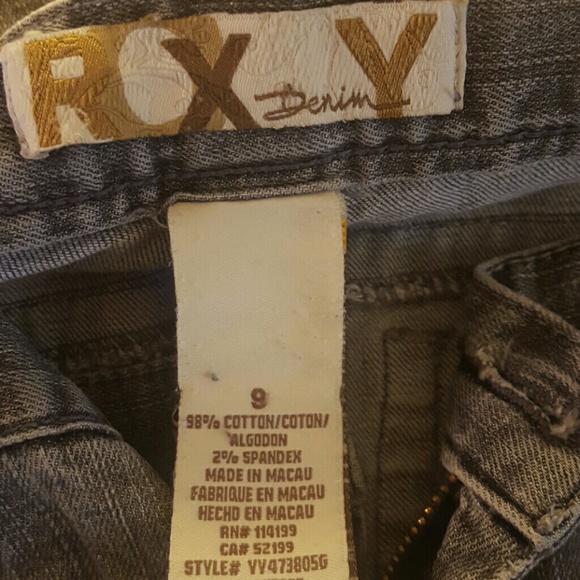 ROXY
Denim
9
98% COTTON/COTON/
ALGODON
2% SPANDEX
MADE IN MACAU
FABRIQUE EN MACAU
HECHO EN MACAU
RN# 114199
CA# 52199
STYLE# YV473805G